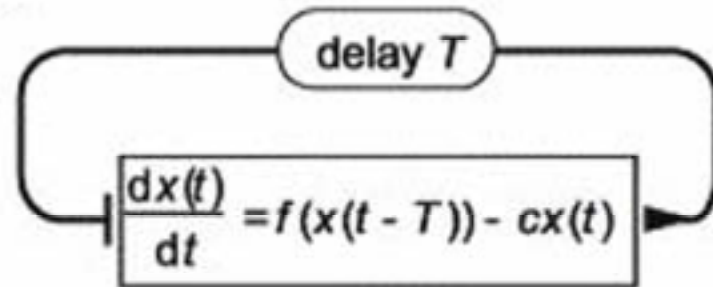 delay T
dx(t)/dt = f(x(t - T)) - cx(t)